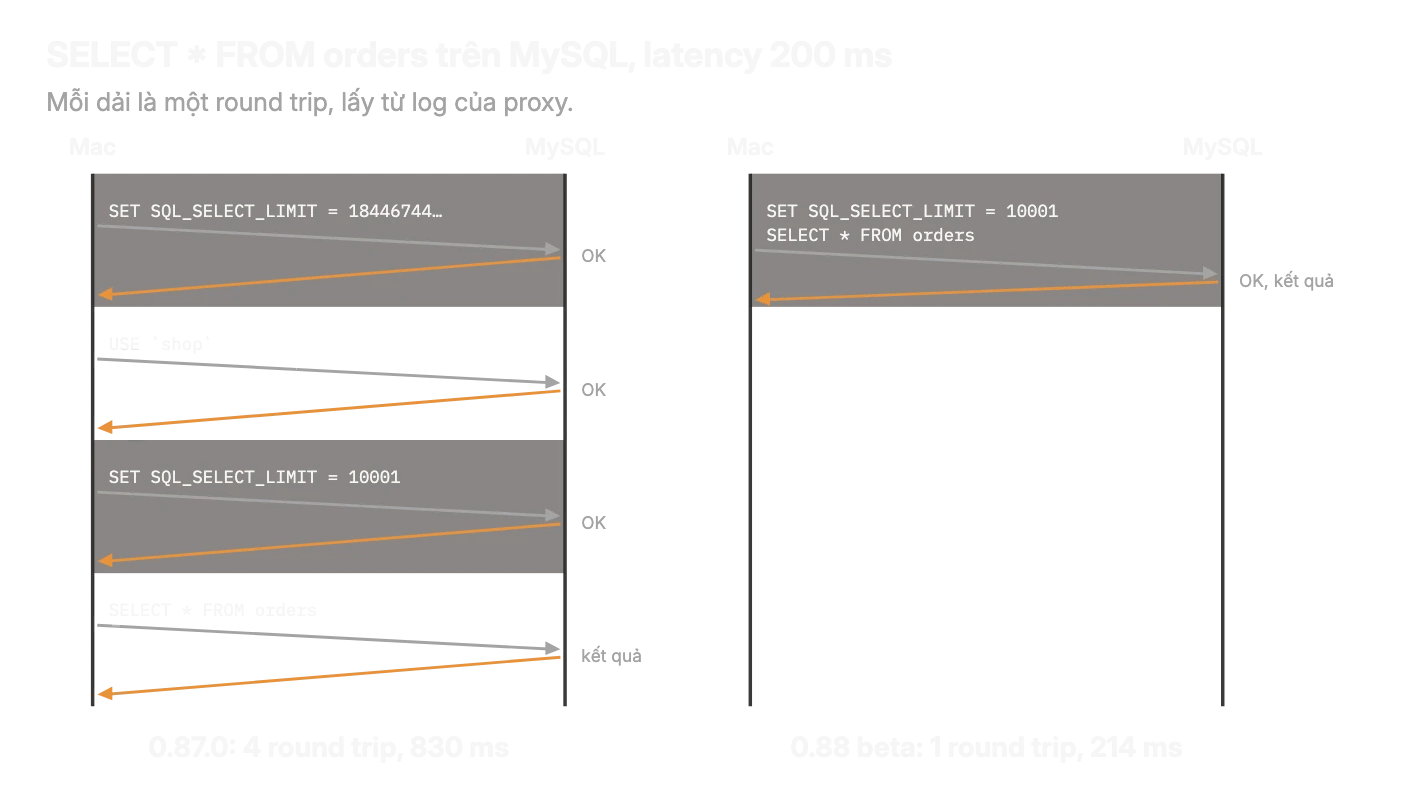 SELECT * FROM orders trên MySQL, latency 200 ms
Mỗi dải là một round trip, lấy từ log của proxy.
Mac
MySQL
SET SQL_SELECT_LIMIT = 18446744…
OK
USE `shop`
OK
SET SQL_SELECT_LIMIT = 10001
OK
SELECT * FROM orders
kết quả
0.87.0: 4 round trip, 830 ms
Mac
MySQL
SET SQL_SELECT_LIMIT = 10001
SELECT * FROM orders
OK, kết quả
0.88 beta: 1 round trip, 214 ms